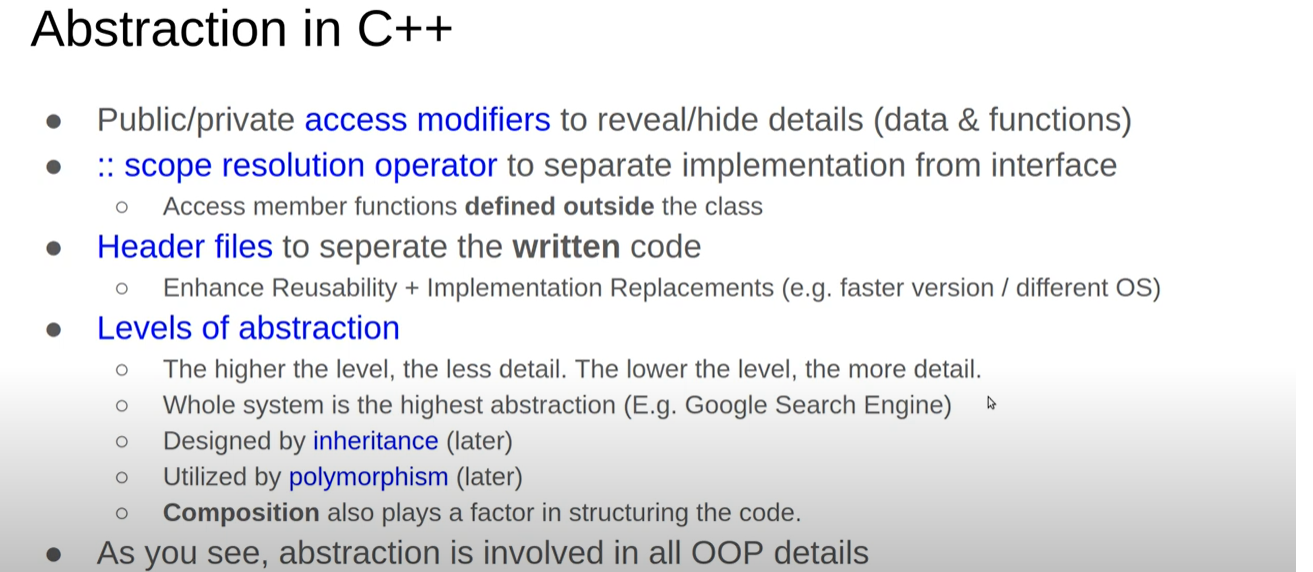 Abstraction in C++
● Public/private access modifiers to reveal/hide details (data & functions)
● :: scope resolution operator to separate implementation from interface
○ Access member functions defined outside the class
● Header files to seperate the written code
○ Enhance Reusability + Implementation Replacements (e.g. faster version / different OS)
● Levels of abstraction
○ The higher the level, the less detail. The lower the level, the more detail.
○ Whole system is the highest abstraction (E.g. Google Search Engine)
○ Designed by inheritance (later)
○ Utilized by polymorphism (later)
○ Composition also plays a factor in structuring the code.
● As you see, abstraction is involved in all OOP details